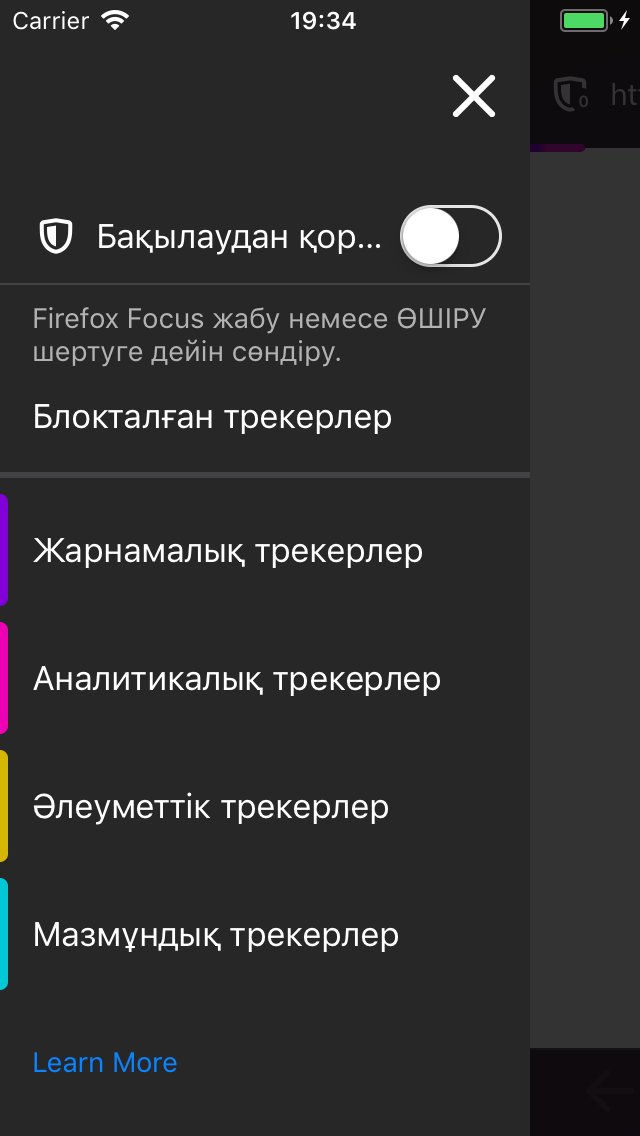 Carrier 19:34
0 ht
Бақылаудан қор...
Firefox Focus жабу немесе ӨШІРУ
шертуге дейін сөндіру.
Блокталған трекерлер
Жарнамалық трекерлер
Аналитикалық трекерлер
Әлеуметтік трекерлер
Мазмұндық трекерлер
Learn More